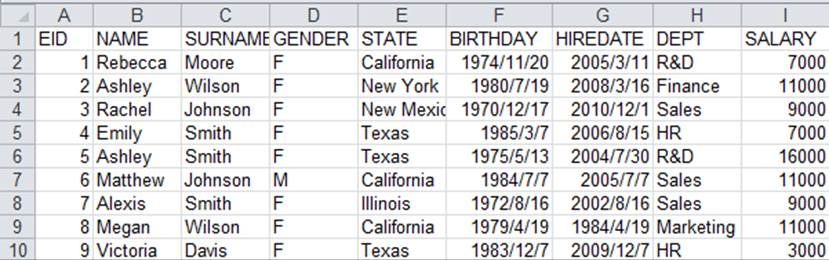 A B C D E F G H I
1 EID NAME SURNAME GENDER STATE BIRTHDAY HIREDATE DEPT SALARY
2 1 Rebecca Moore F California 1974/11/20 2005/3/11 R&D 7000
3 2 Ashley Wilson F New York 1980/7/19 2008/3/16 Finance 11000
4 3 Rachel Johnson F New Mexic 1970/12/17 2010/12/1 Sales 9000
5 4 Emily Smith F Texas 1985/3/7 2006/8/15 HR 7000
6 5 Ashley Smith F Texas 1975/5/13 2004/7/30 R&D 16000
7 6 Matthew Johnson M California 1984/7/7 2005/7/7 Sales 11000
8 7 Alexis Smith F Illinois 1972/8/16 2002/8/16 Sales 9000
9 8 Megan Wilson F California 1979/4/19 1984/4/19 Marketing 11000
10 9 Victoria Davis F Texas 1983/12/7 2009/12/7 HR 3000